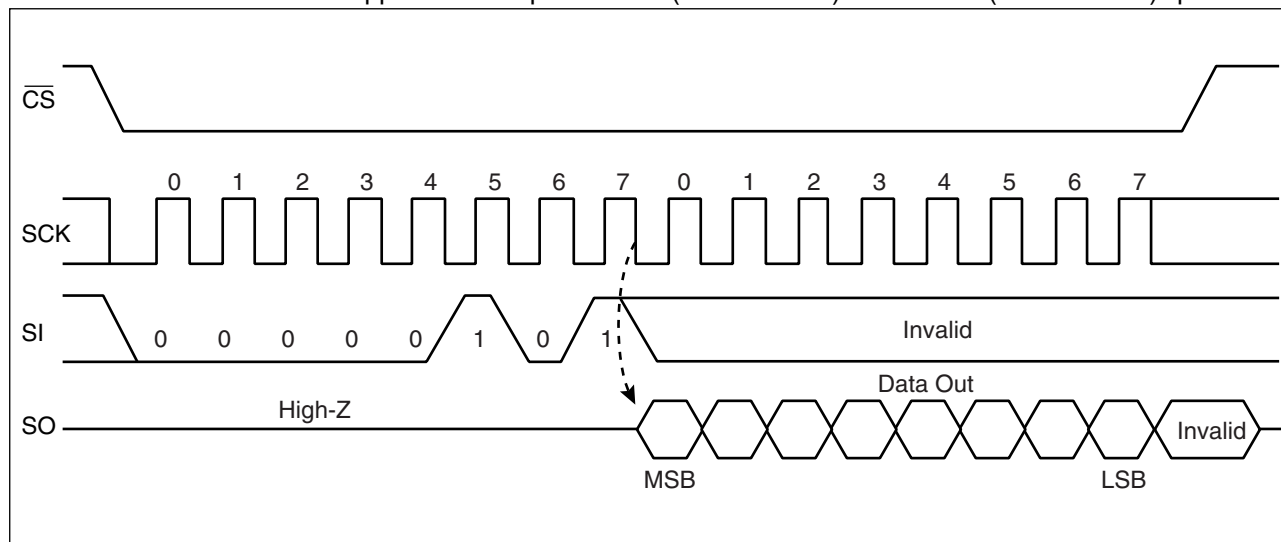 CS
0 1 2 3 4 5 6 7 0 1 2 3 4 5 6 7
SCK
SI 0 0 0 0 0 1 0 1 Invalid
Data Out
High-Z
SO Invalid
MSB LSB